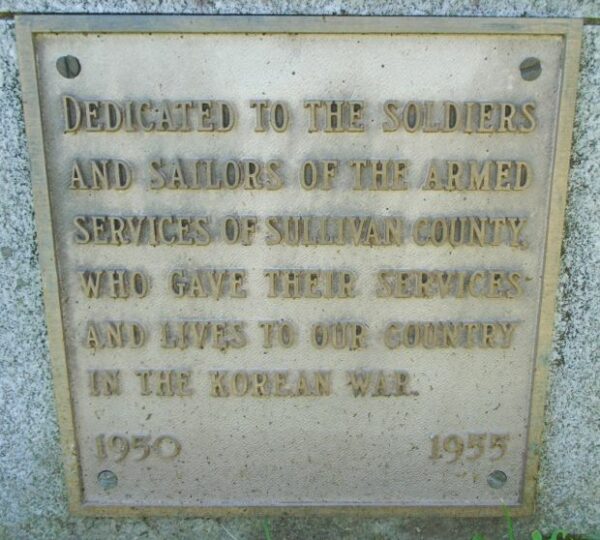 DEDICATED TO THE SOLDIERS
AND SAILORS OF THE ARMED
SERVICES OF SULLIVAN COUNTY,
WHO GAVE THEIR SERVICES
AND LIVES TO OUR COUNTRY
IN THE KOREAN WAR.
1950 1955